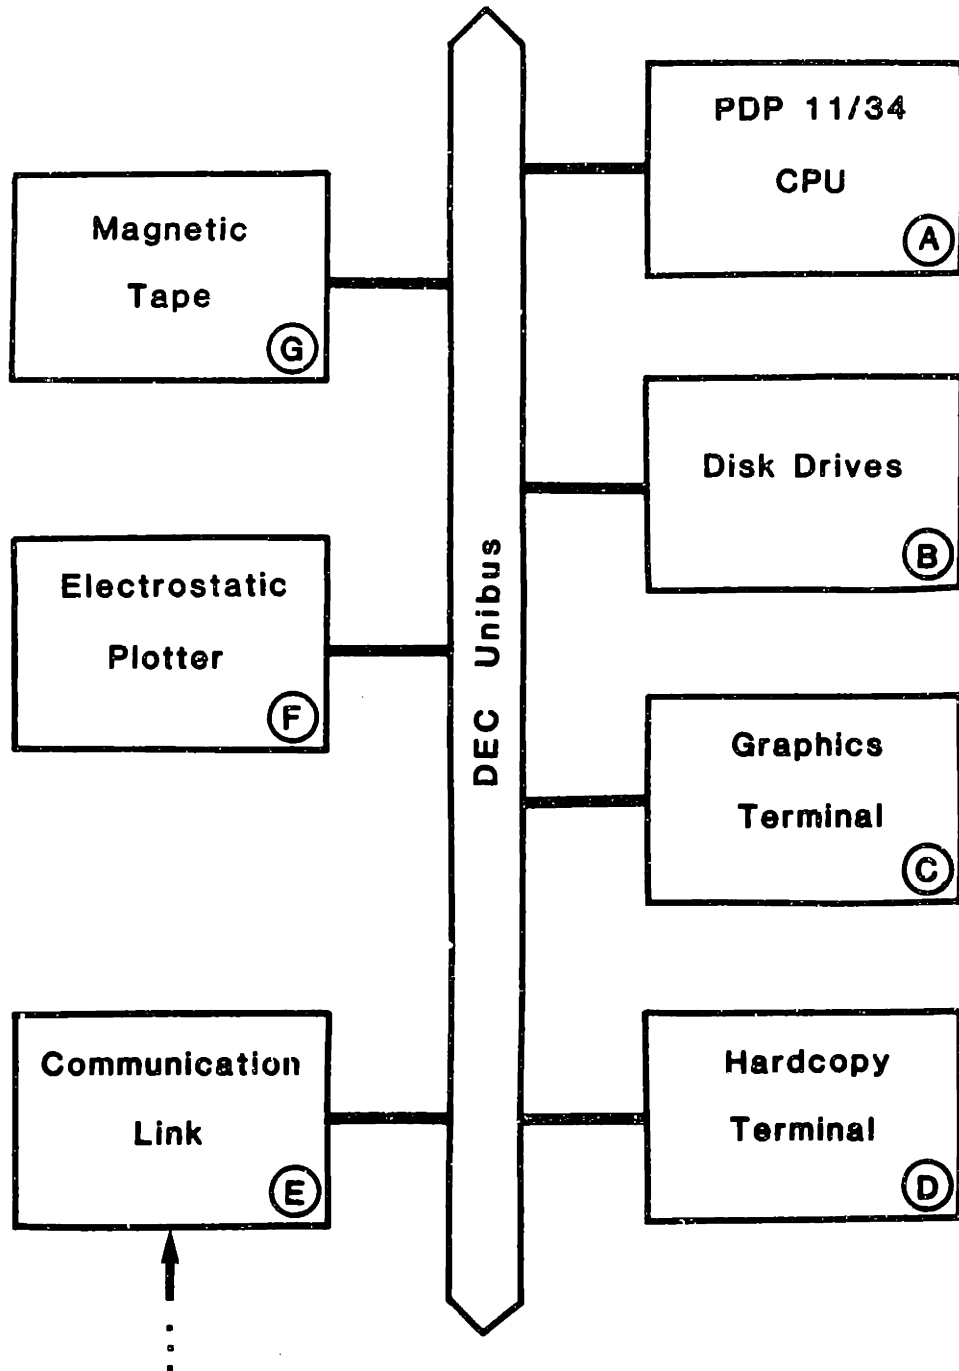 PDP 11/34
CPU
A
Magnetic
Tape
G
Disk Drives
B
Electrostatic
Plotter
F
DEC Unibus
Graphics
Terminal
C
Communication
Link
E
Hardcopy
Terminal
D